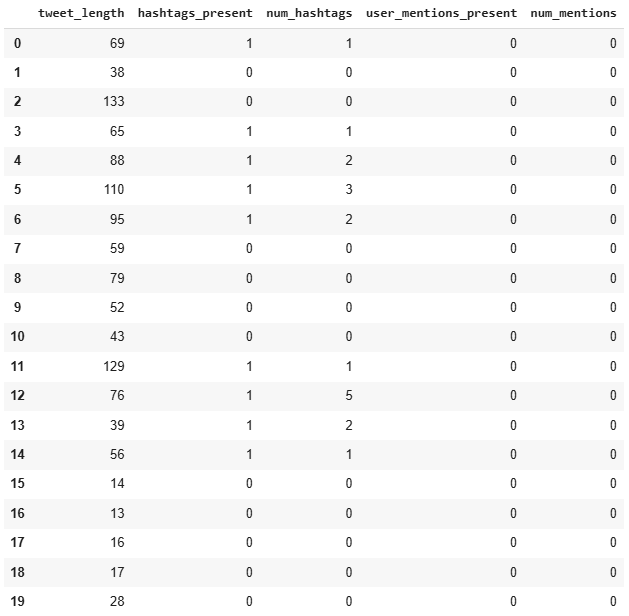 tweet_length hashtags_present num_hashtags user_mentions_present num_mentions
0 69 1 1 0 0
1 38 0 0 0 0
2 133 0 0 0 0
3 65 1 1 0 0
4 88 1 2 0 0
5 110 1 3 0 0
6 95 1 2 0 0
7 59 0 0 0 0
8 79 0 0 0 0
9 52 0 0 0 0
10 43 0 0 0 0
11 129 1 1 0 0
12 76 1 5 0 0
13 39 1 2 0 0
14 56 1 1 0 0
15 14 0 0 0 0
16 13 0 0 0 0
17 16 0 0 0 0
18 17 0 0 0 0
19 28 0 0 0 0